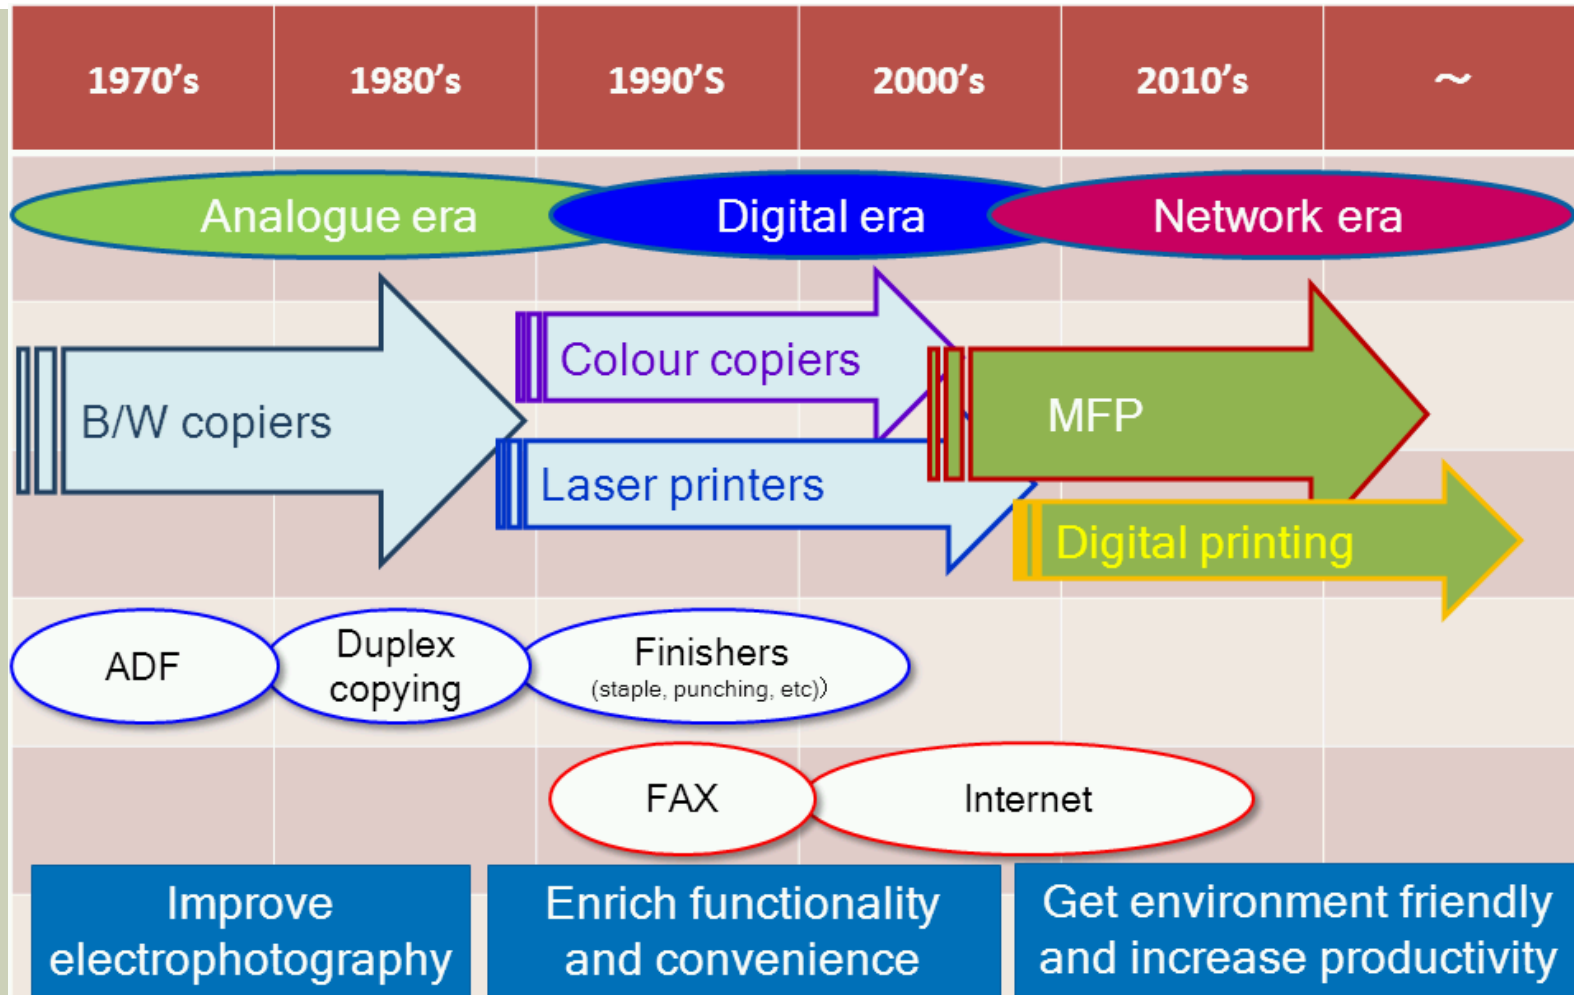 1970's 1980's 1990'S 2000's 2010's ～
Analogue era
Digital era
Network era
Colour copiers
B/W copiers
MFP
Laser printers
Digital printing
ADF
Duplex
copying
Finishers
(staple, punching, etc)）
FAX
Internet
Improve
electrophotography
Enrich functionality
and convenience
Get environment friendly
and increase productivity